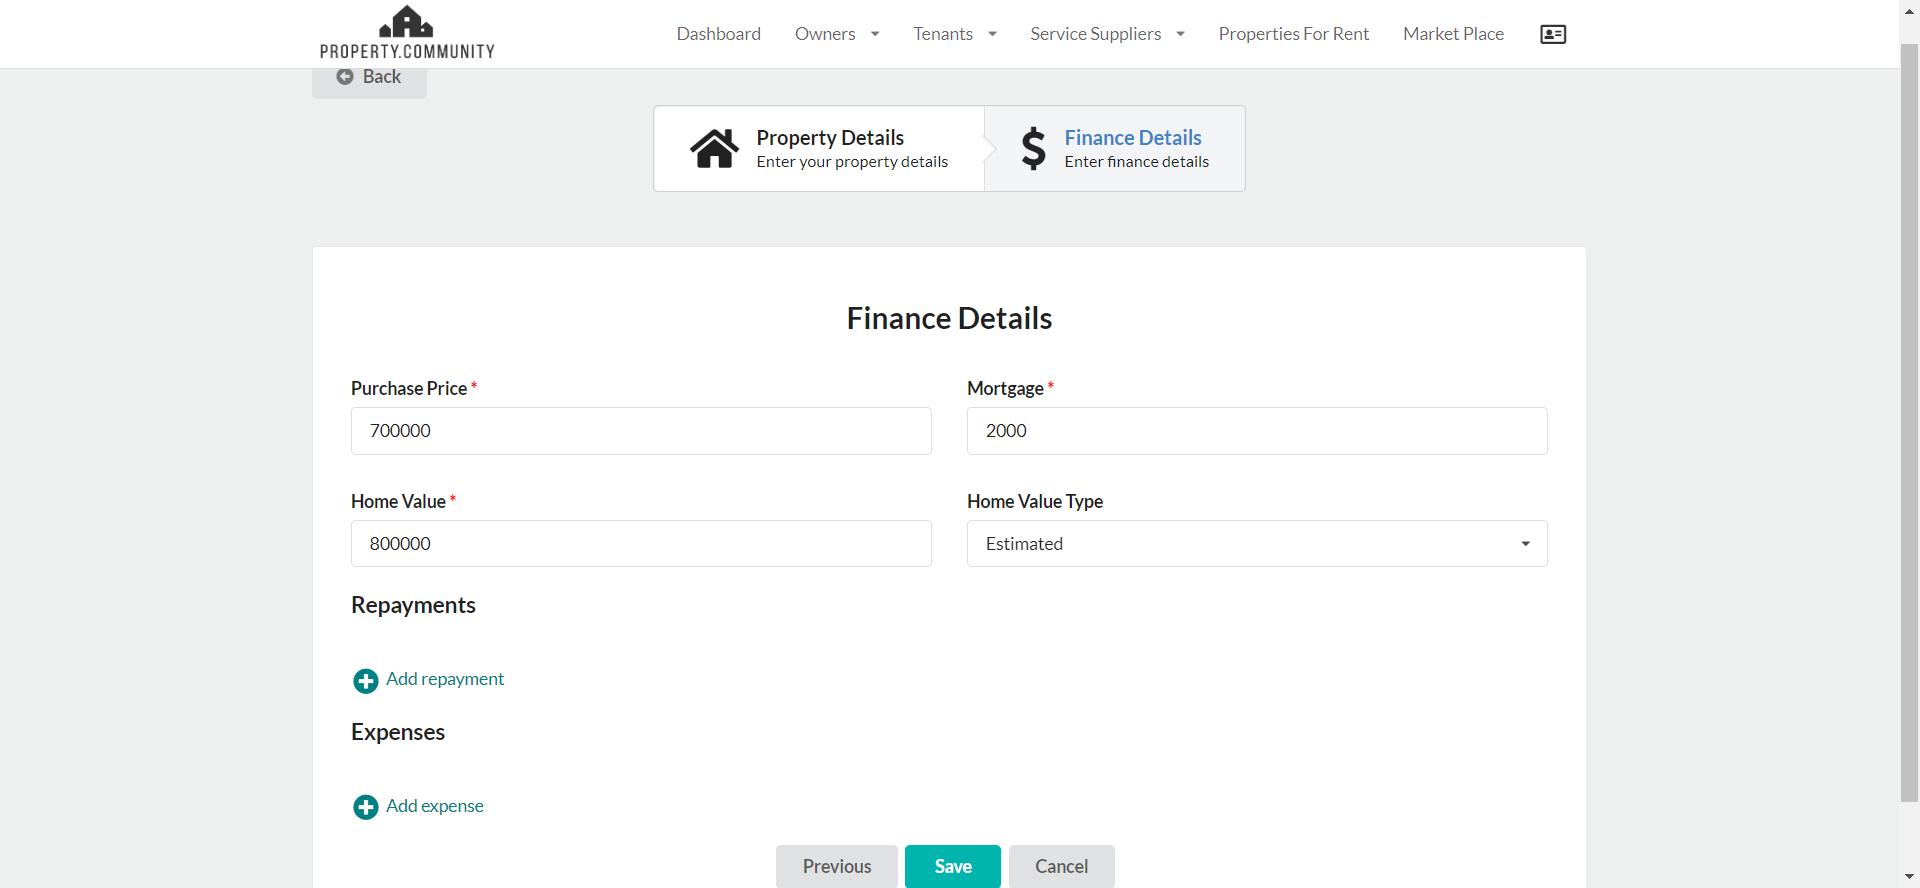 PROPERTY.COMMUNITY
Dashboard Owners Tenants Service Suppliers Properties For Rent Market Place
Back
Property Details
Enter your property details
Finance Details
Enter finance details
Finance Details
Purchase Price *
Mortgage *
700000
2000
Home Value *
Home Value Type
800000
Estimated
Repayments
Add repayment
Expenses
Add expense
Previous Save Cancel